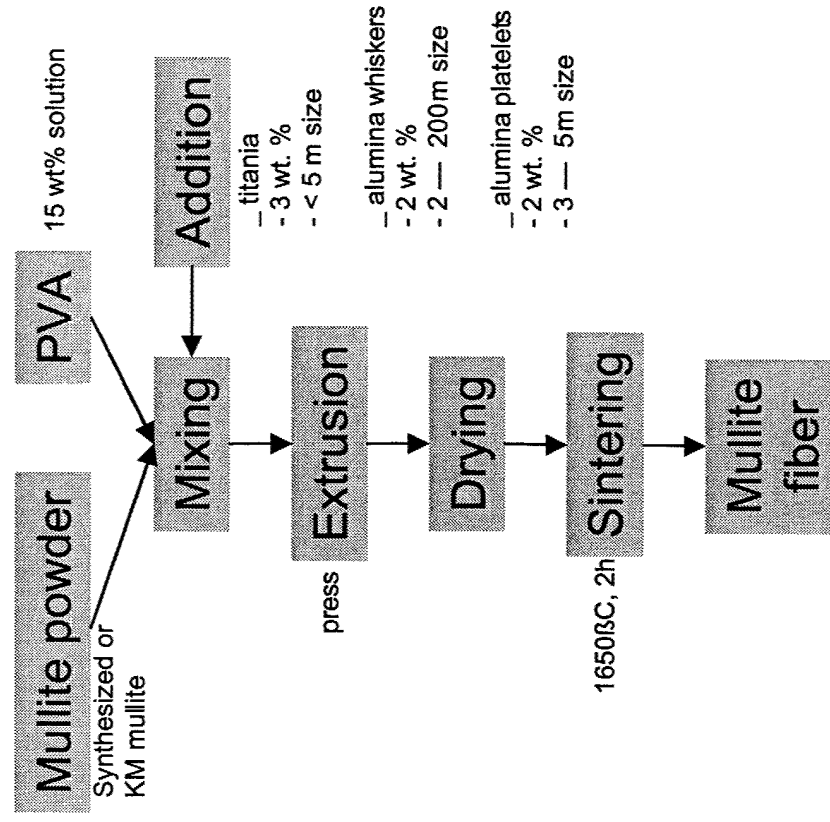 Mullite powder
Synthesized or
KM mullite
PVA
15 wt% solution
Mixing
Addition
– titania
- 3 wt. %
- < 5 m size
– alumina whiskers
- 2 wt. %
- 2 — 200m size
– alumina platelets
- 2 wt. %
- 3 — 5m size
press
Extrusion
Drying
1650ßC, 2h
Sintering
Mullite
fiber